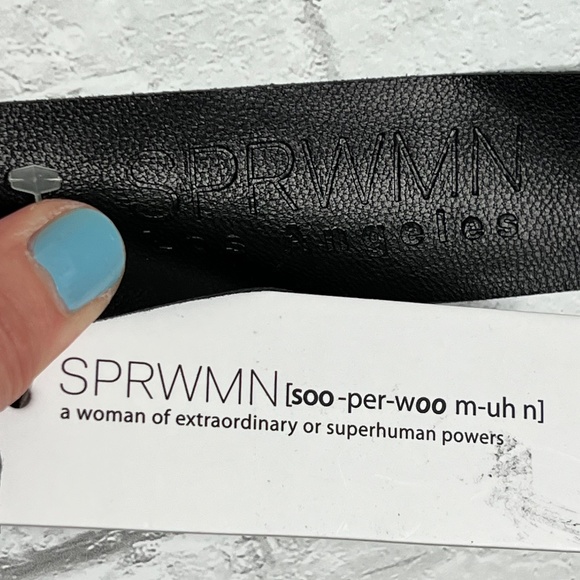 SPRWMN
Los Angeles
SPRWMN [soo-per-woo m-uh n]
a woman of extraordinary or superhuman powers